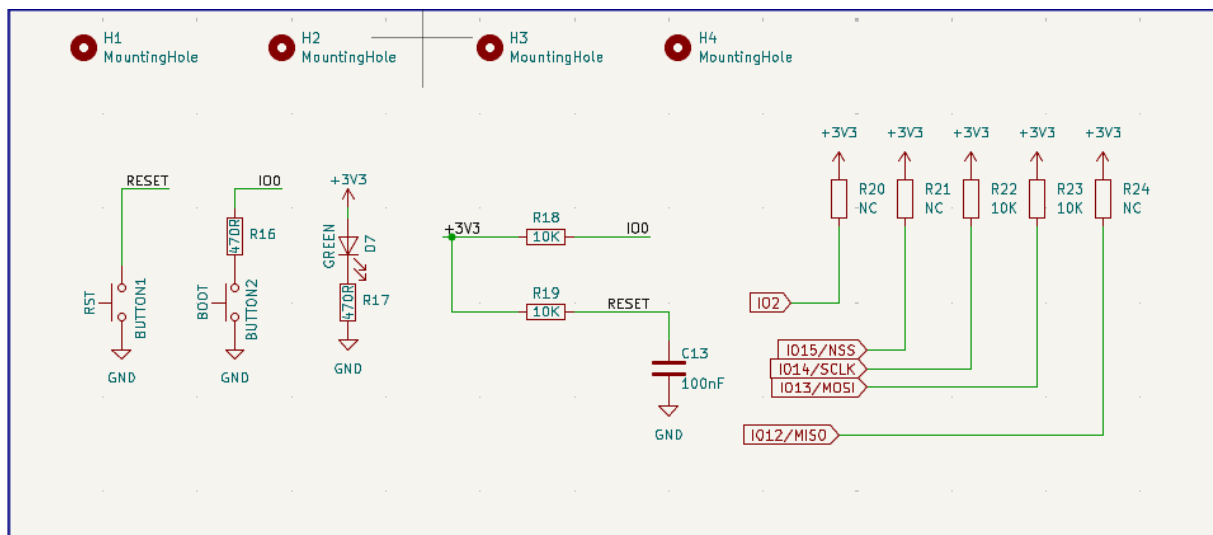 H1
MountingHole
H2
MountingHole
H3
MountingHole
H4
MountingHole
RESET
RST
BUTTON1
GND
IO0
470R
R16
BOOT
BUTTON2
GND
+3V3
GREEN
D7
470R
R17
GND
+3V3
R18
10K
IO0
R19
10K
RESET
C13
100nF
GND
+3V3
+3V3
+3V3
+3V3
+3V3
R20
NC
R21
NC
R22
10K
R23
10K
R24
NC
IO2
IO15/NSS
IO14/SCLK
IO13/MOSI
IO12/MISO